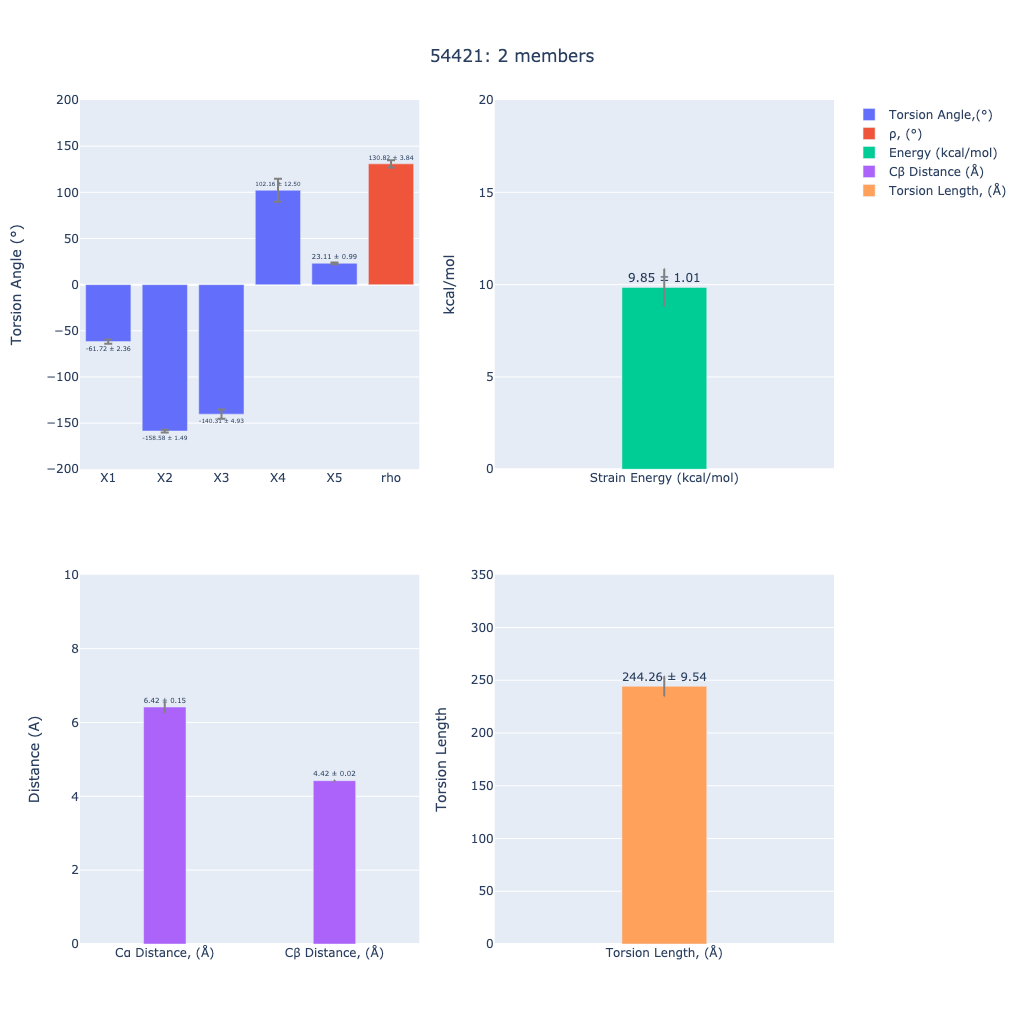 54421: 2 members
Torsion Angle (°)
200
150
100
50
0
−50
−100
−150
−200
-61.72 ± 2.36
-158.58 ± 1.49
-140.31 ± 4.93
102.16 ± 12.50
23.11 ± 0.99
130.82 ± 3.84
X1
X2
X3
X4
X5
rho
kcal/mol
20
15
10
5
0
9.85 ± 1.01
Strain Energy (kcal/mol)
Torsion Angle,(°)
ρ, (°)
Energy (kcal/mol)
Cβ Distance (Å)
Torsion Length, (Å)
Distance (A)
10
8
6
4
2
0
6.42 ± 0.15
4.42 ± 0.02
Cα Distance, (Å)
Cβ Distance, (Å)
Torsion Length
350
300
250
200
150
100
50
0
244.26 ± 9.54
Torsion Length, (Å)